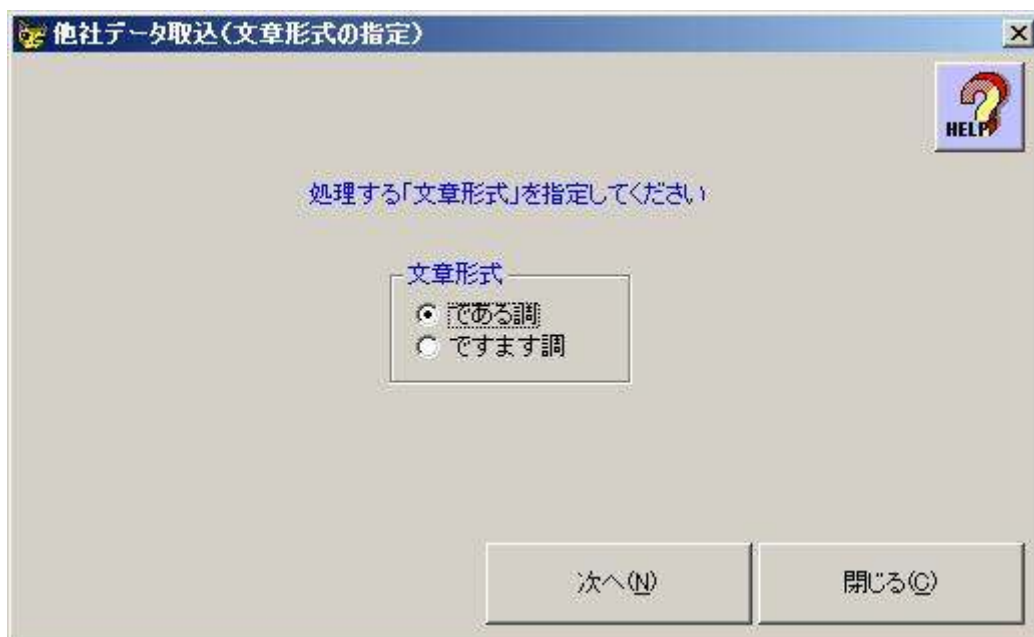 他社データ取込(文章形式の指定)
HELP
処理する「文章形式」を指定してください
文章形式
である調
ですます調
次へ(N)
閉じる(C)